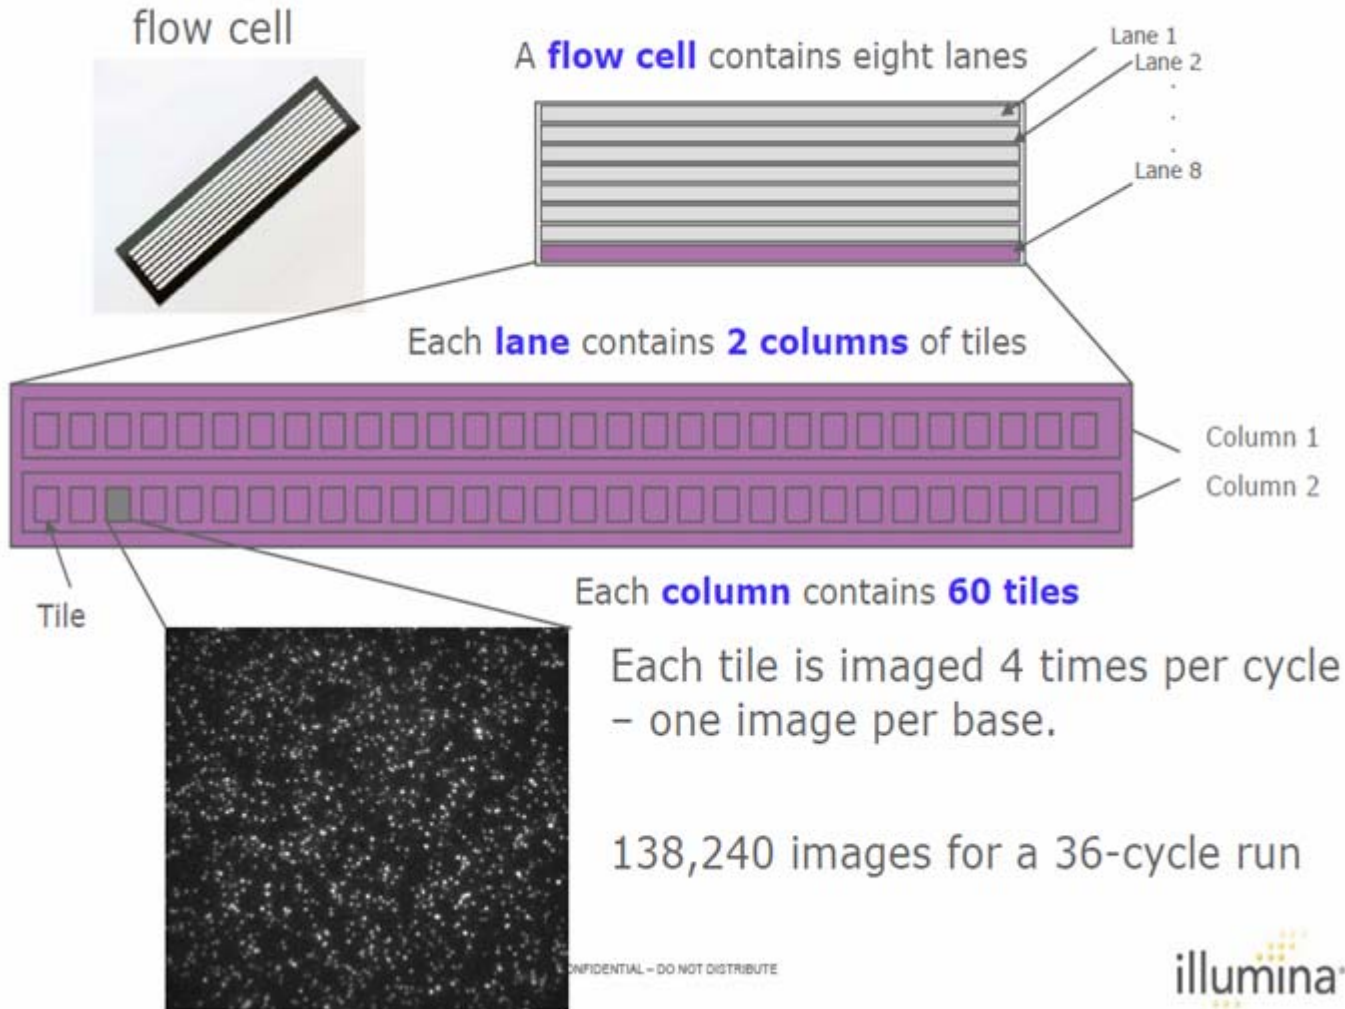 flow cell
A flow cell contains eight lanes
Lane 1
Lane 2
.
.
.
Lane 8
Each lane contains 2 columns of tiles
Column 1
Column 2
Tile
Each column contains 60 tiles
Each tile is imaged 4 times per cycle
– one image per base.
138,240 images for a 36-cycle run
ONFIDENTIAL – DO NOT DISTRIBUTE
illumina®